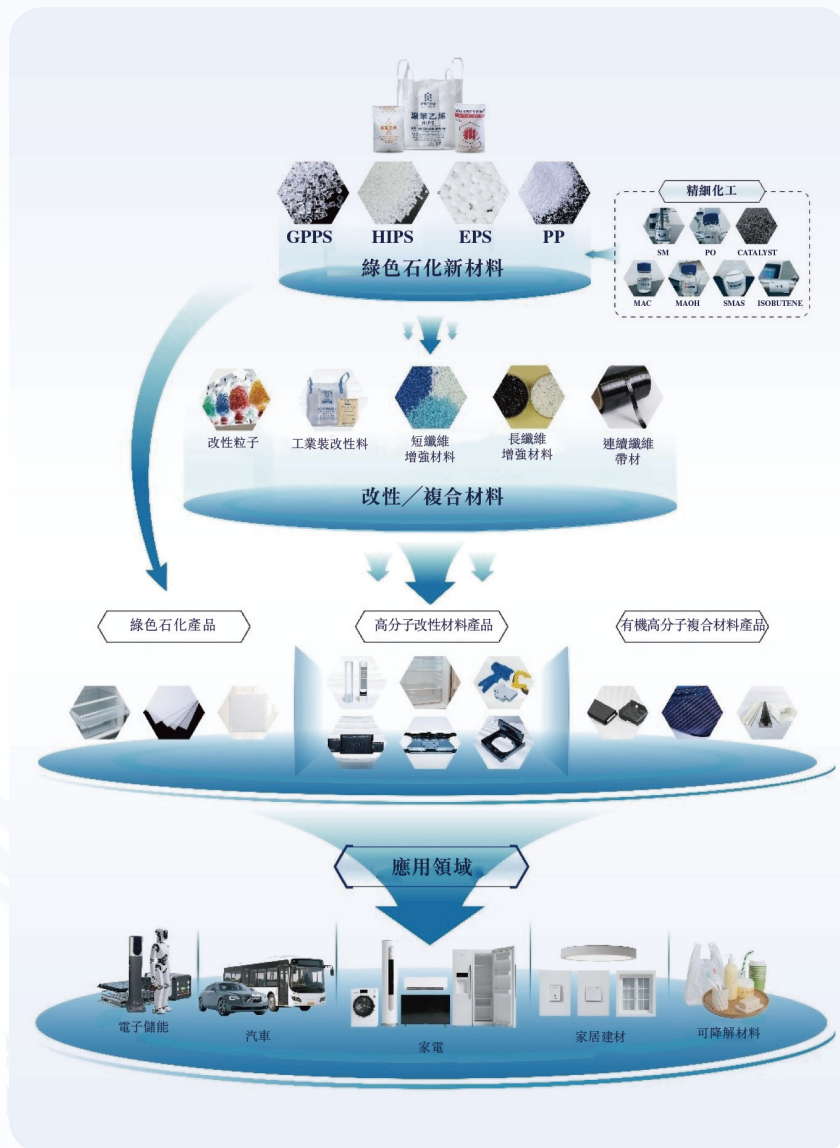 聚苯乙烯
HIPS
GPPS
HIPS
EPS
PP
綠色石化新材料
精細化工
SM
PO
CATALYST
MAC
MAOH
SMAS
ISOBUTENE
改性粒子
工業裝改性料
短纖維
增強材料
長纖維
增強材料
連續纖維
帶材
改性／複合材料
綠色石化產品
高分子改性材料產品
有機高分子複合材料產品
應用領域
電子儲能
汽車
家電
家居建材
可降解材料